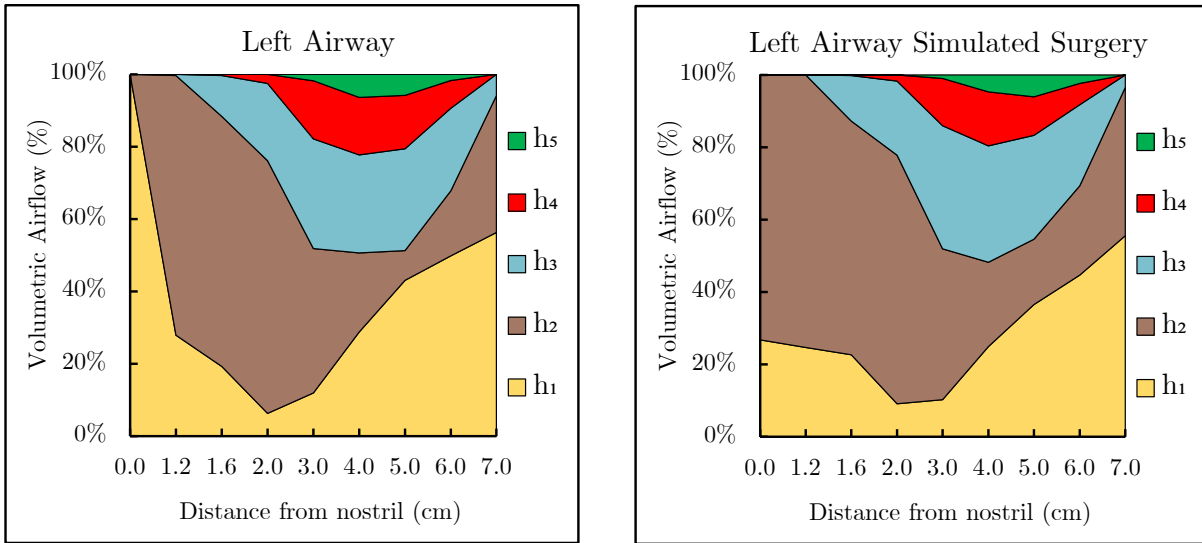 Left Airway
Volumetric Airflow (%)
100%
80%
60%
40%
20%
0%
0.0 1.2 1.6 2.0 3.0 4.0 5.0 6.0 7.0
Distance from nostril (cm)
h5
h4
h3
h2
h1
Left Airway Simulated Surgery
Volumetric Airflow (%)
100%
80%
60%
40%
20%
0%
0.0 1.2 1.6 2.0 3.0 4.0 5.0 6.0 7.0
Distance from nostril (cm)
h5
h4
h3
h2
h1